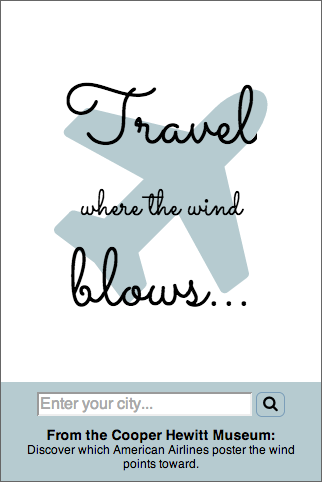 Travel
where the wind
blows...
Enter your city...
From the Cooper Hewitt Museum:
Discover which American Airlines poster the wind
points toward.